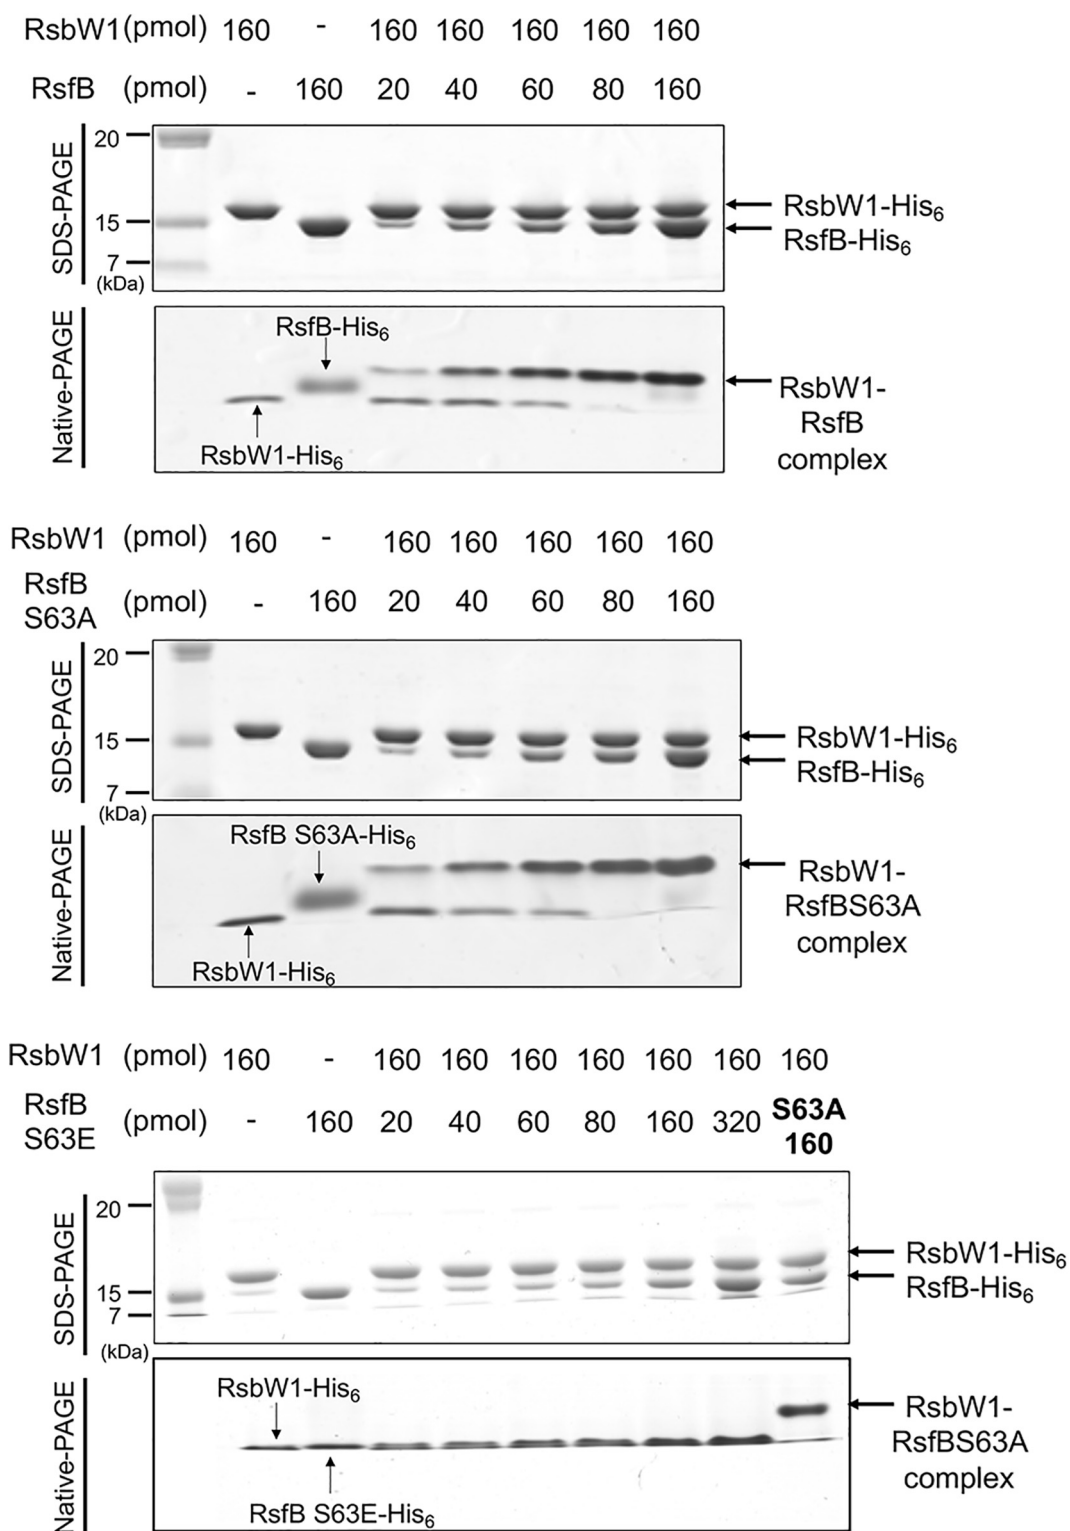 RsbW1 (pmol) 160 - 160 160 160 160 160
RsfB (pmol) - 160 20 40 60 80 160
SDS-PAGE
20
15
7
(kDa)
RsbW1-His6
RsfB-His6
Native-PAGE
RsfB-His6
RsbW1-His6
RsbW1-
RsfB
complex
RsbW1 (pmol) 160 - 160 160 160 160 160
RsfB
S63A (pmol) - 160 20 40 60 80 160
SDS-PAGE
20
15
7
(kDa)
RsbW1-His6
RsfB-His6
Native-PAGE
RsfB S63A-His6
RsbW1-His6
RsbW1-
RsfBS63A
complex
RsbW1 (pmol) 160 - 160 160 160 160 160 160 160
RsfB
S63E (pmol) - 160 20 40 60 80 160 320 S63A
160
SDS-PAGE
20
15
7
(kDa)
RsbW1-His6
RsfB-His6
Native-PAGE
RsbW1-His6
RsfB S63E-His6
RsbW1-
RsfBS63A
complex